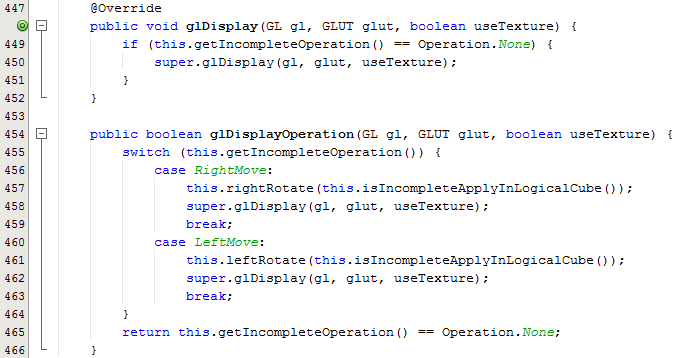 447 @Override
public void glDisplay(GL gl, GLUT glut, boolean useTexture) {
449 if (this.getIncompleteOperation() == Operation.None) {
450 super.glDisplay(gl, glut, useTexture);
451 }
452 }
453
454 public boolean glDisplayOperation(GL gl, GLUT glut, boolean useTexture) {
455 switch (this.getIncompleteOperation()) {
456 case RightMove:
457 this.rightRotate(this.isIncompleteApplyInLogicalCube());
458 super.glDisplay(gl, glut, useTexture);
459 break;
460 case LeftMove:
461 this.leftRotate(this.isIncompleteApplyInLogicalCube());
462 super.glDisplay(gl, glut, useTexture);
463 break;
464 }
465 return this.getIncompleteOperation() == Operation.None;
466 }